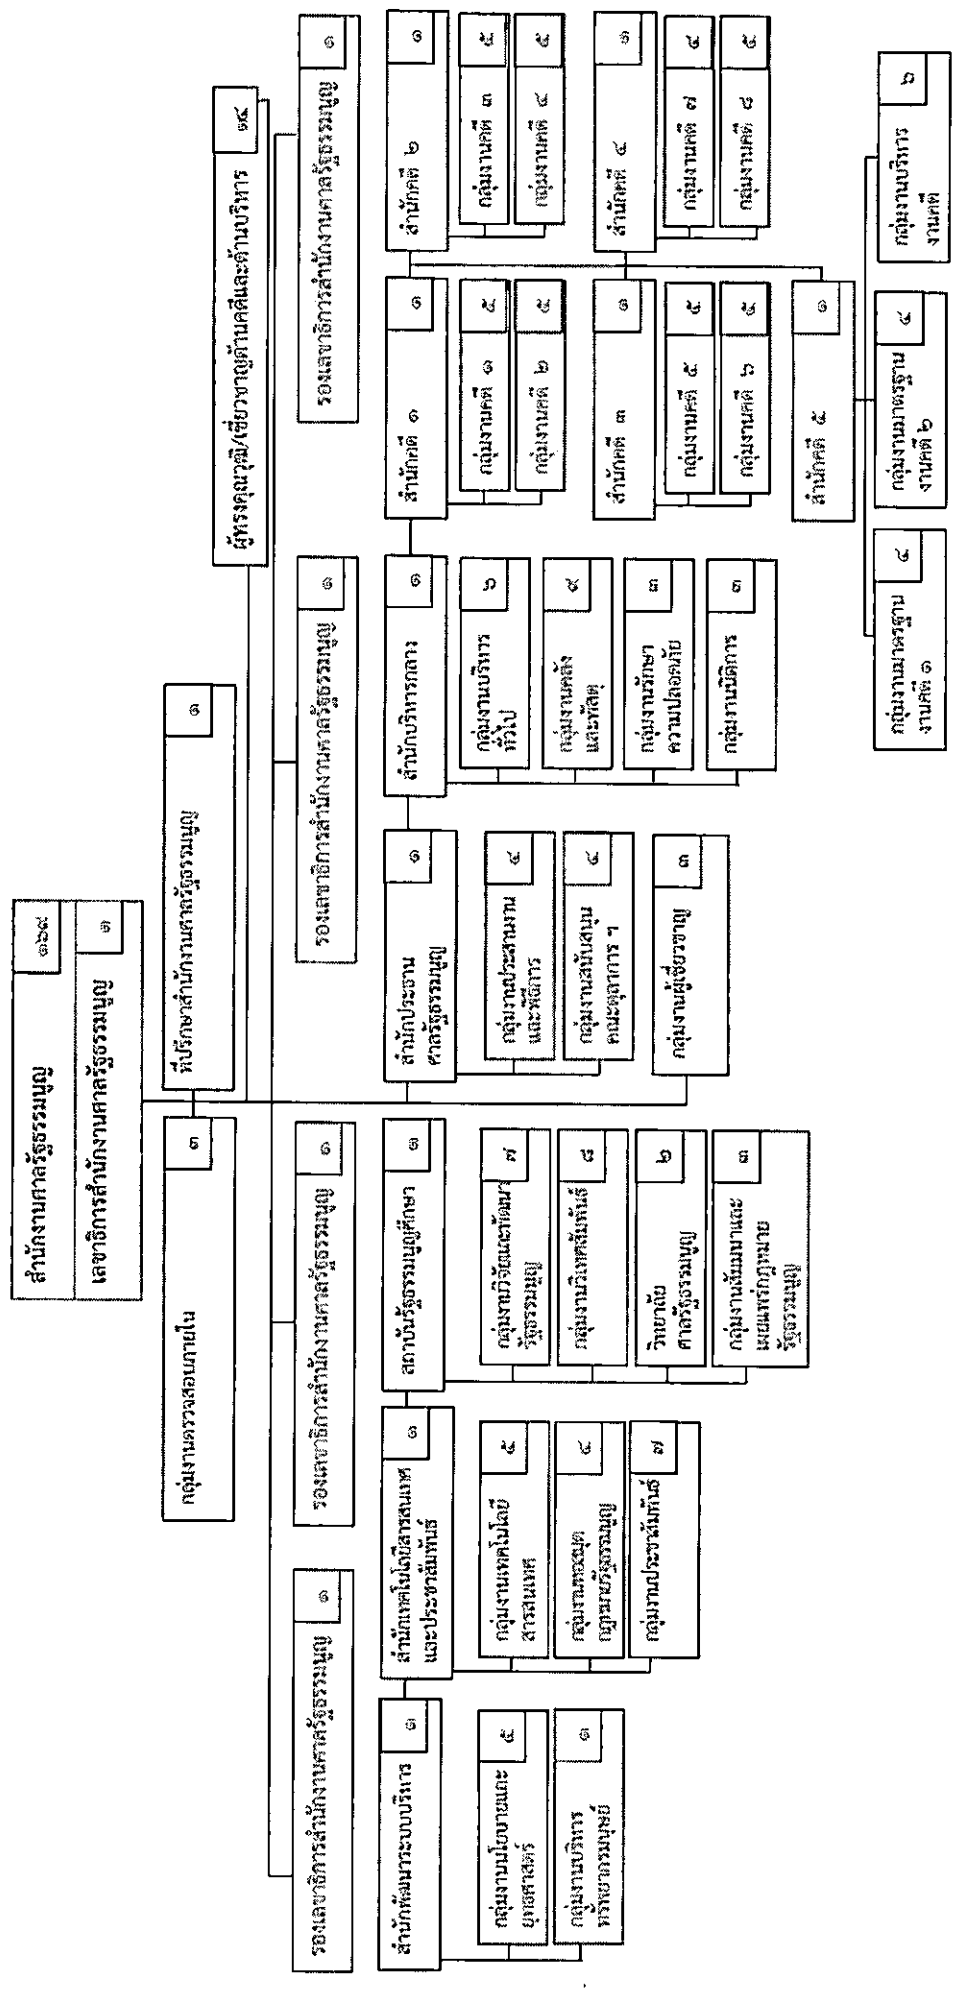 สำนักงานศาลรัฐธรรมนูญ
เลขาธิการสำนักงานศาลรัฐธรรมนูญ
๑
กลุ่มงานตรวจสอบภายใน
๓
ที่ปรึกษาสำนักงานศาลรัฐธรรมนูญ
๑
ผู้ทรงคุณวุฒิ/เชี่ยวชาญด้านคดีและด้านบริหาร
๑๔
รองเลขาธิการสำนักงานศาลรัฐธรรมนูญ
๑
รองเลขาธิการสำนักงานศาลรัฐธรรมนูญ
๑
รองเลขาธิการสำนักงานศาลรัฐธรรมนูญ
๑
รองเลขาธิการสำนักงานศาลรัฐธรรมนูญ
๑
สำนักพัฒนาระบบบริหาร
๑
กลุ่มงานนโยบายและ
ยุทธศาสตร์
๕
กลุ่มงานบริหาร
ทรัพยากรมนุษย์
สำนักเทคโนโลยีสารสนเทศ
และประชาสัมพันธ์
๑
กลุ่มงานเทคโนโลยี
สารสนเทศ
๕
กลุ่มงานหอสมุด
กฎหมายรัฐธรรมนูญ
๔
กลุ่มงานประชาสัมพันธ์
๗
สถาบันรัฐธรรมนูญศึกษา
๑
กลุ่มงานวิจัยและพัฒนา
รัฐธรรมนูญ
๗
กลุ่มงานวิเทศสัมพันธ์
๘
วิทยาลัย
ศาลรัฐธรรมนูญ
๒
กลุ่มงานสัมมนาและ
เผยแพร่กฎหมาย
รัฐธรรมนูญ
๓
สำนักประธาน
ศาลรัฐธรรมนูญ
๑
กลุ่มงานประสานงาน
และพิธีการ
๔
กลุ่มงานสนับสนุน
คณะตุลาการ ฯ
๔
กลุ่มงานผู้เชี่ยวชาญ
๓
สำนักบริหารกลาง
๑
กลุ่มงานบริหาร
ทั่วไป
๖
กลุ่มงานคลัง
และพัสดุ
๙
กลุ่มงานรักษา
ความปลอดภัย
๓
กลุ่มงานนิติการ
๓
สำนักคดี ๑
๑
กลุ่มงานคดี ๑
๕
กลุ่มงานคดี ๒
๕
สำนักคดี ๒
๑
กลุ่มงานคดี ๓
๕
กลุ่มงานคดี ๔
๕
สำนักคดี ๓
๑
กลุ่มงานคดี ๕
๕
กลุ่มงานคดี ๖
๕
สำนักคดี ๔
๑
กลุ่มงานคดี ๗
๔
กลุ่มงานคดี ๘
๕
สำนักคดี ๕
๑
กลุ่มงานมาตรฐาน
งานคดี ๑
๔
กลุ่มงานมาตรฐาน
งานคดี ๒
๔
กลุ่มงานบริหาร
งานคดี
๖